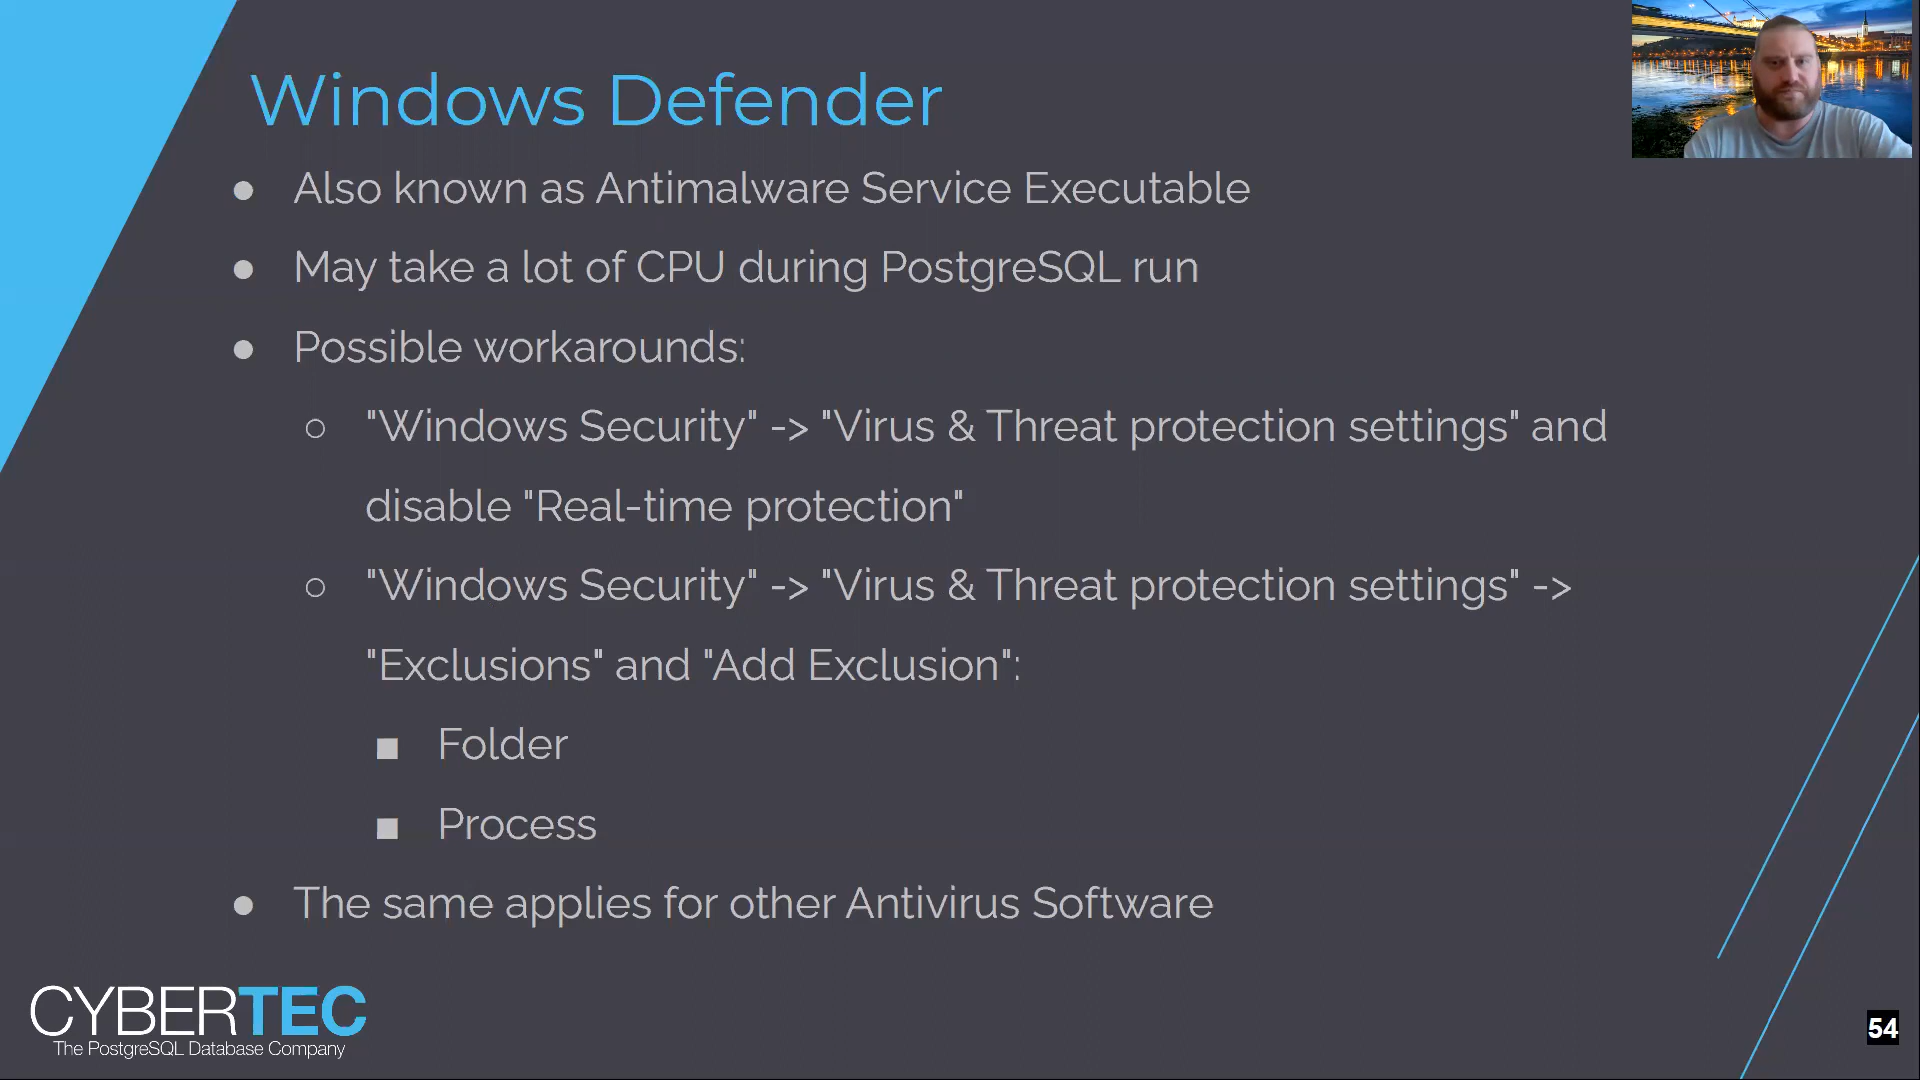 Windows Defender
● Also known as Antimalware Service Executable
● May take a lot of CPU during PostgreSQL run
● Possible workarounds:
○ "Windows Security" -> "Virus & Threat protection settings" and
disable "Real-time protection"
○ "Windows Security" -> "Virus & Threat protection settings" ->
"Exclusions" and "Add Exclusion":
■ Folder
■ Process
● The same applies for other Antivirus Software
CYBERTEC
The PostgreSQL Database Company
54